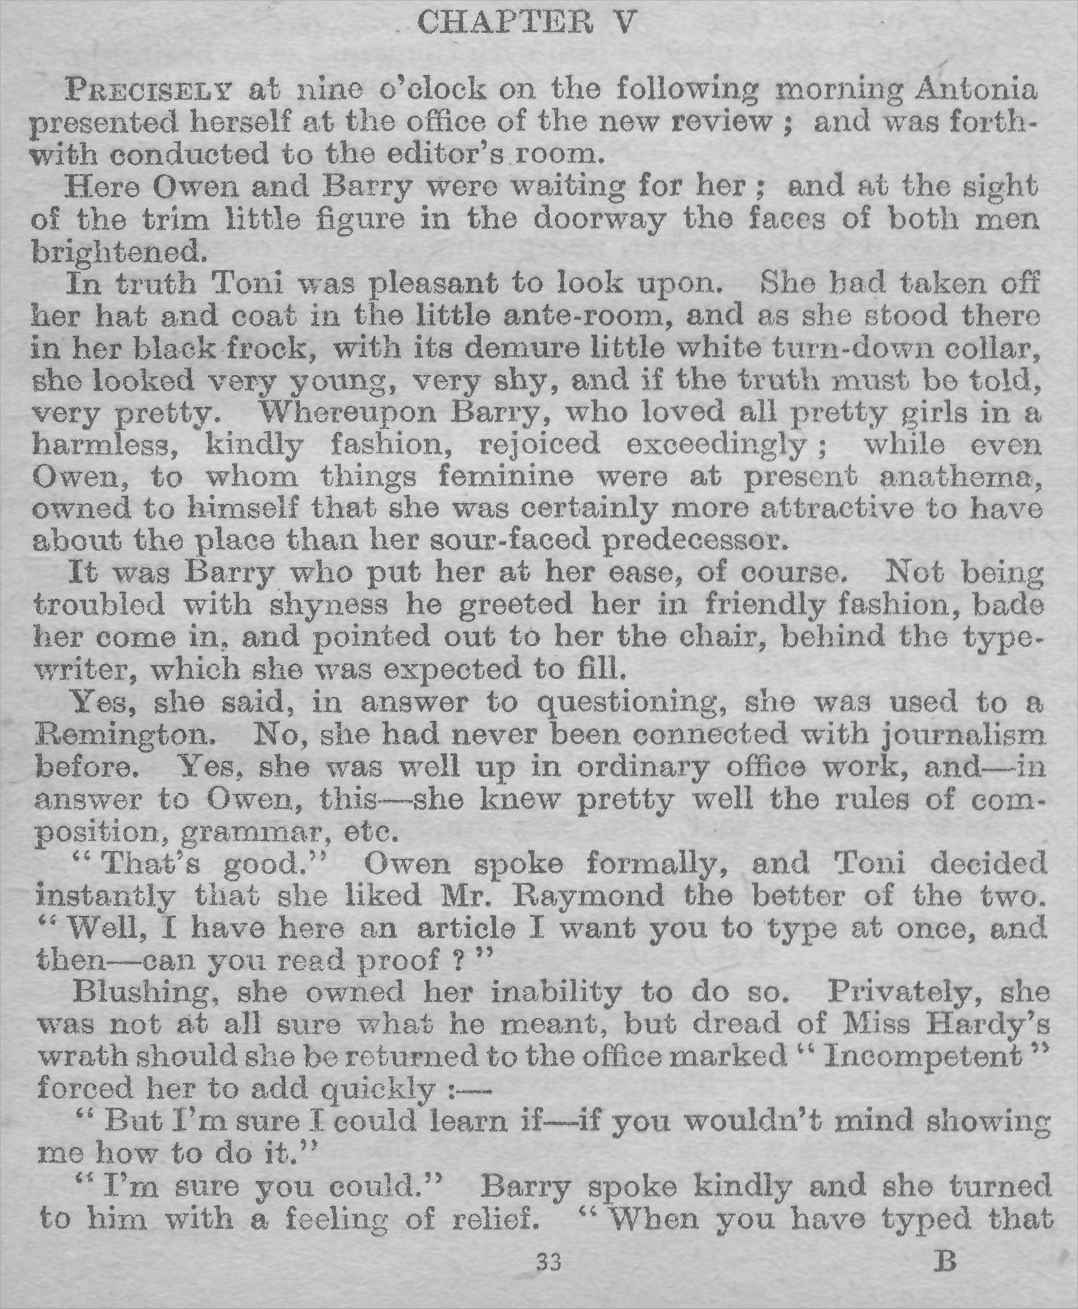 CHAPTER V
PRECISELY at nine o'clock on the following morning Antonia
presented herself at the office of the new review ; and was forth-
with conducted to the editor's room.
Here Owen and Barry were waiting for her ; and at the sight
of the trim little figure in the doorway the faces of both men
brightened.
In truth Toni was pleasant to look upon. She had taken off
her hat and coat in the little ante-room, and as she stood there
in her black frock, with its demure little white turn-down collar,
she looked very young, very shy, and if the truth must be told,
very pretty. Whereupon Barry, who loved all pretty girls in a
harmless, kindly fashion, rejoiced exceedingly ; while even
Owen, to whom things feminine were at present anathema,
owned to himself that she was certainly more attractive to have
about the place than her sour-faced predecessor.
It was Barry who put her at her ease, of course. Not being
troubled with shyness he greeted her in friendly fashion, bade
her come in, and pointed out to her the chair, behind the type-
writer, which she was expected to fill.
Yes, she said, in answer to questioning, she was used to a
Remington. No, she had never been connected with journalism
before. Yes, she was well up in ordinary office work, and—in
answer to Owen, this—she knew pretty well the rules of com-
position, grammar, etc.
“ That's good.” Owen spoke formally, and Toni decided
instantly that she liked Mr. Raymond the better of the two.
“ Well, I have here an article I want you to type at once, and
then—can you read proof ? ”
Blushing, she owned her inability to do so. Privately, she
was not at all sure what he meant, but dread of Miss Hardy's
wrath should she be returned to the office marked “ Incompetent ”
forced her to add quickly :—
“ But I'm sure I could learn if—if you wouldn't mind showing
me how to do it.”
“ I'm sure you could.” Barry spoke kindly and she turned
to him with a feeling of relief. “ When you have typed that
33 B